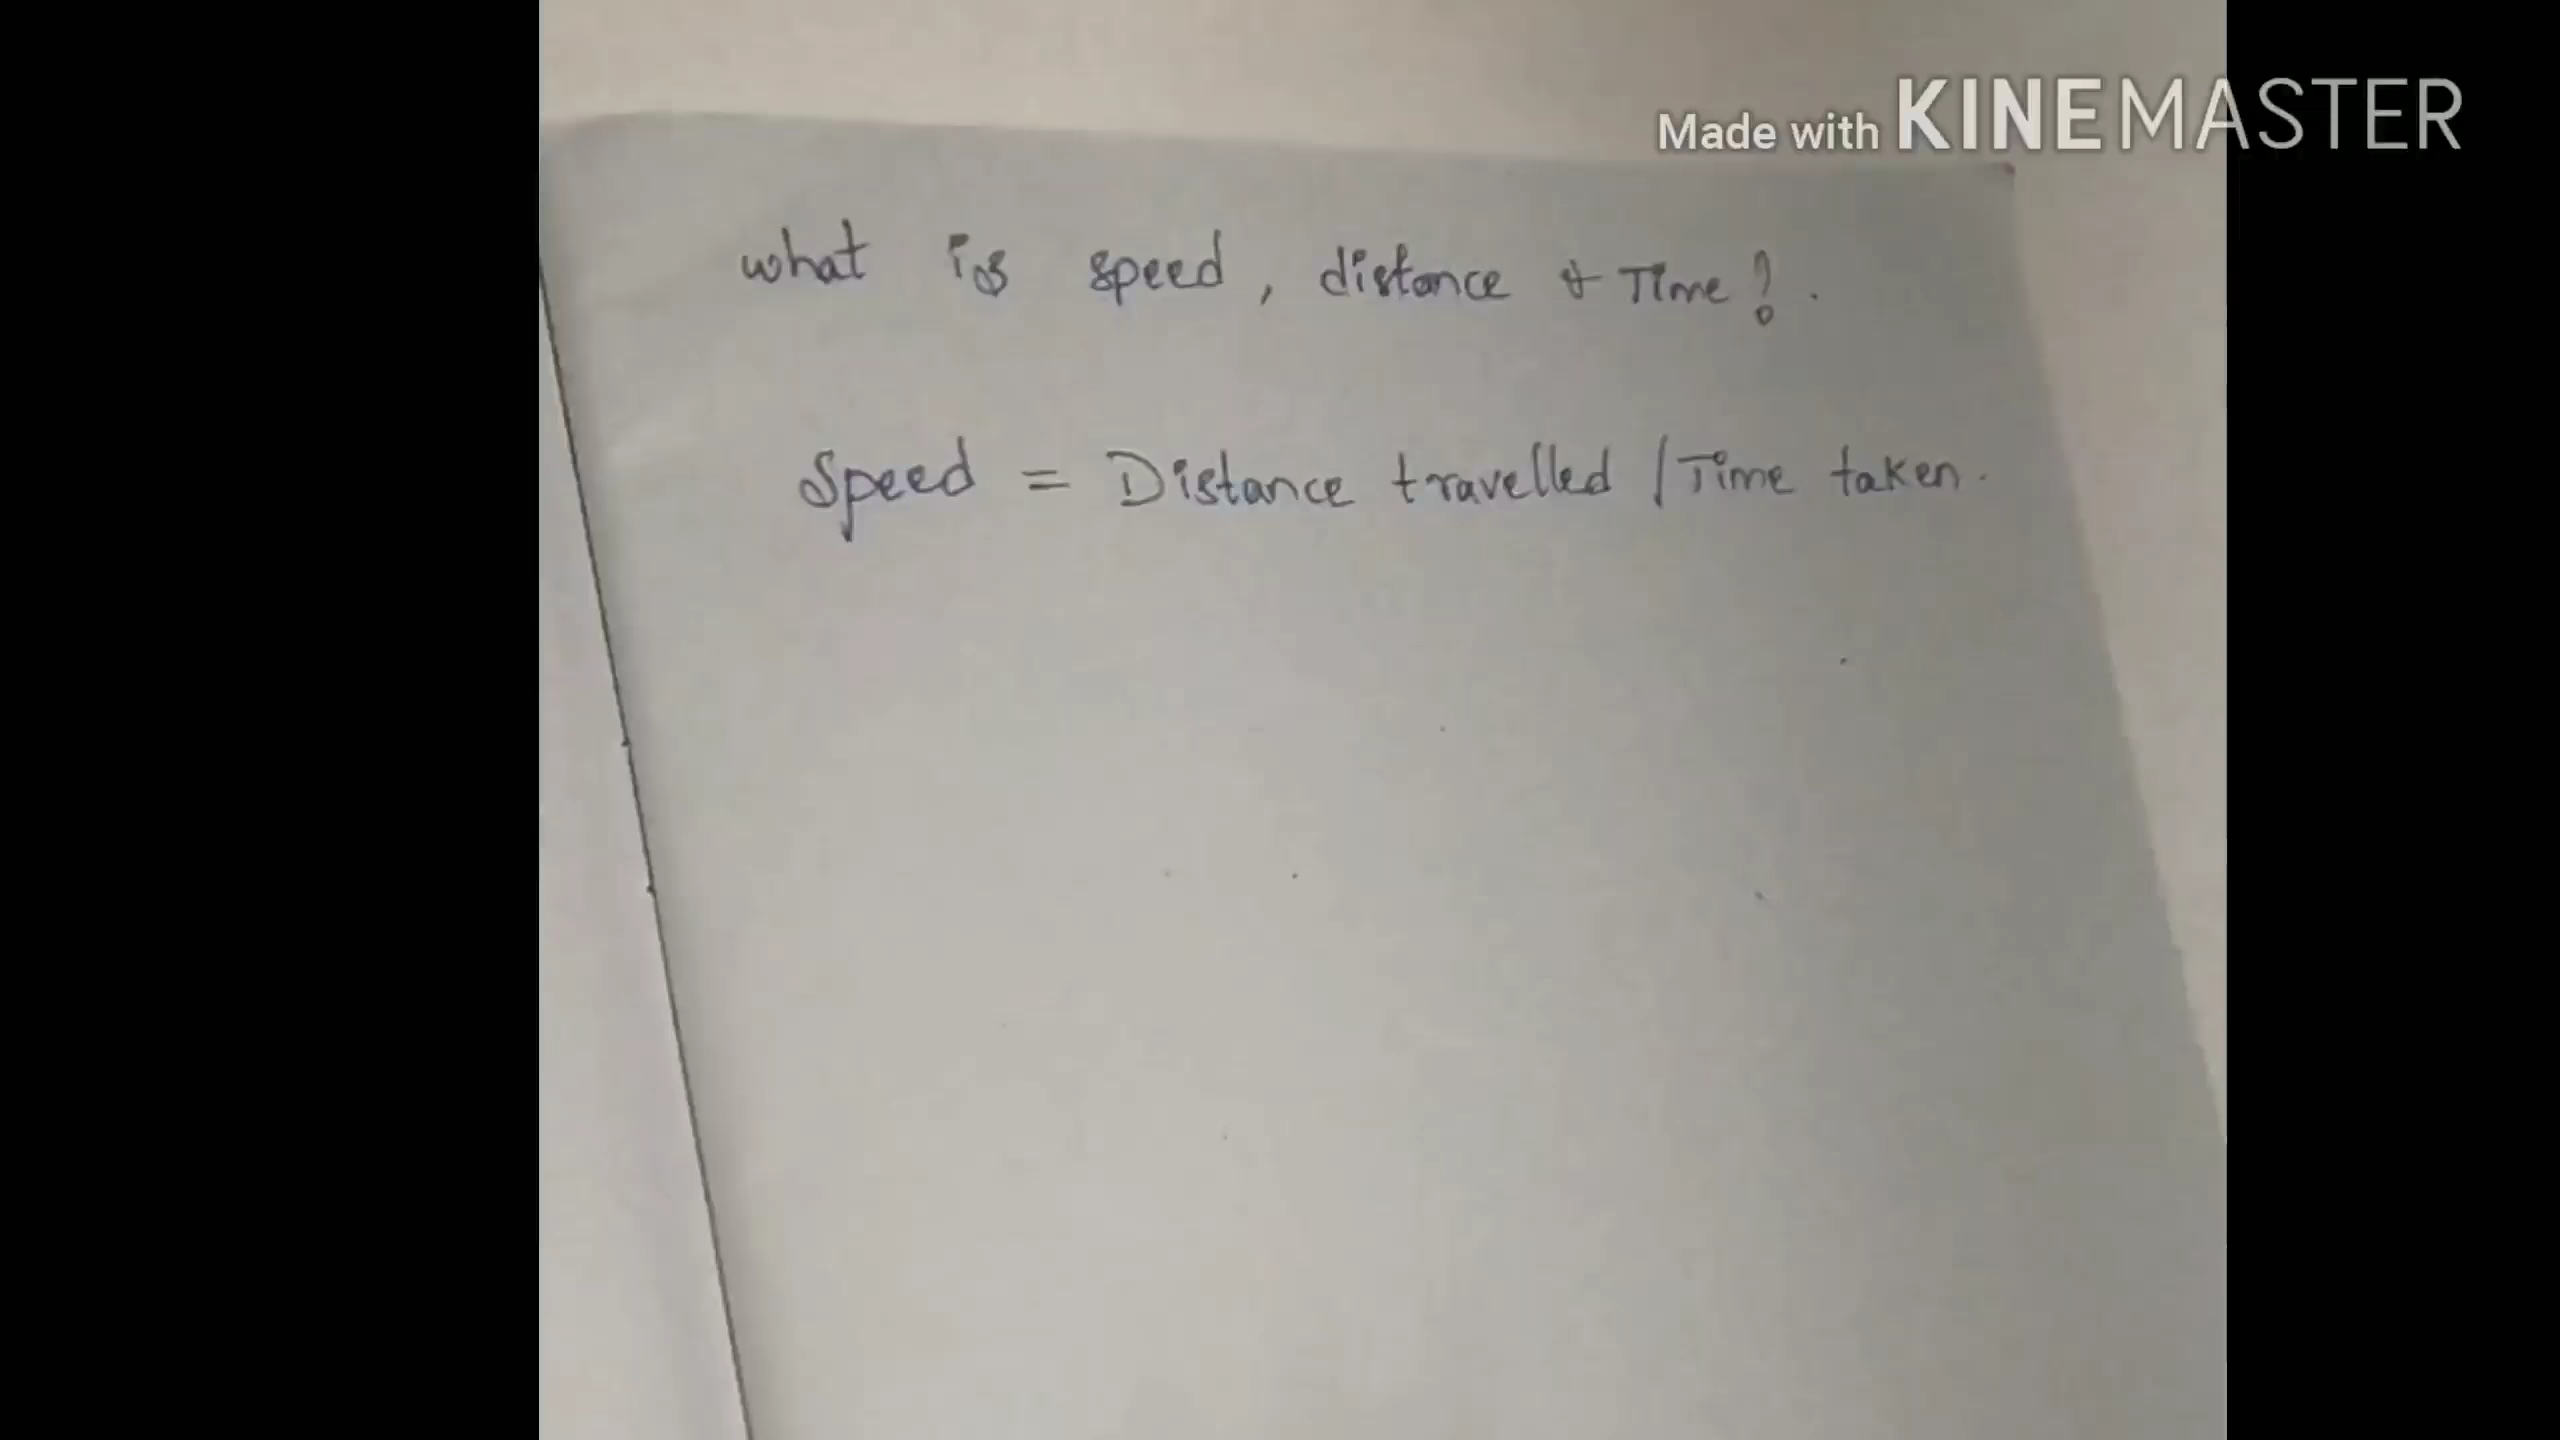 Made with KINEMASTER
what is speed, distance & Time?.
Speed = Distance travelled / Time taken.